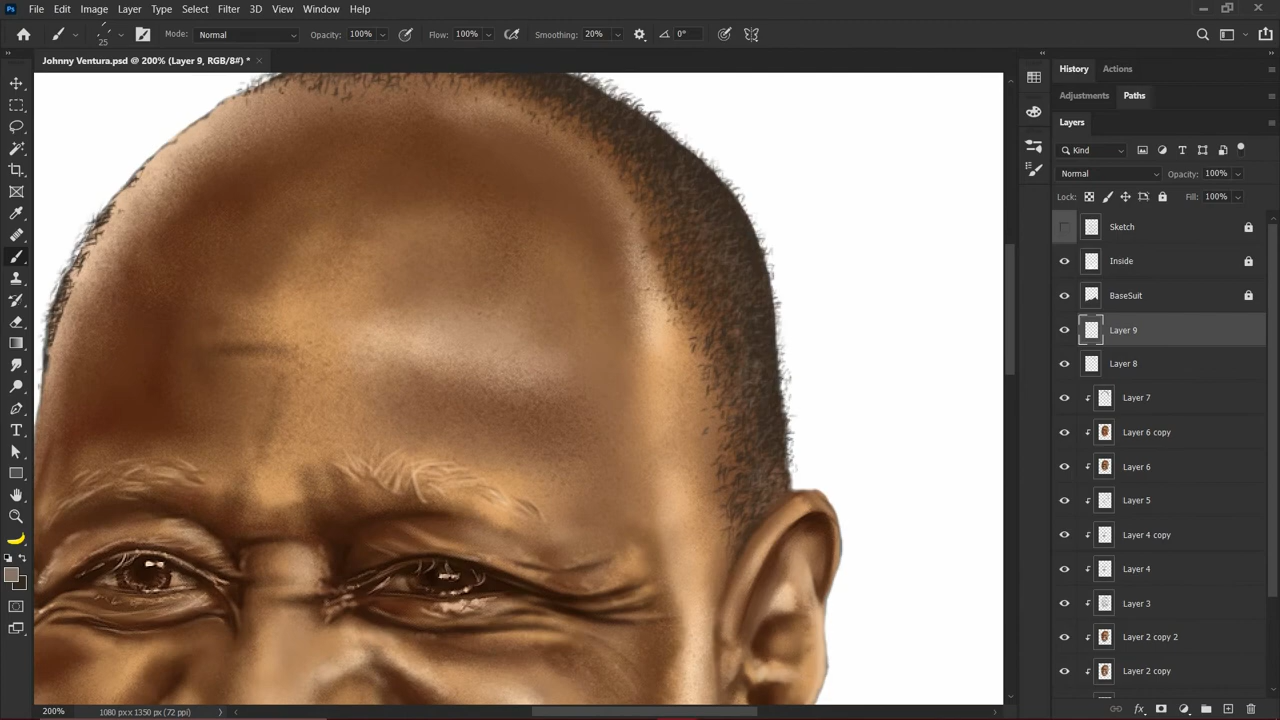 Ps File Edit Image Layer Type Select Filter 3D View Window Help
25 Mode: Normal Opacity: 100% Flow: 100% Smoothing: 20% 0°
Johnny Ventura.psd @ 200% (Layer 9, RGB/8#) *
History Actions
Adjustments Paths
Layers
Kind
Normal Opacity: 100%
Lock: Fill: 100%
Sketch
Inside
BaseSuit
Layer 9
Layer 8
Layer 7
Layer 6 copy
Layer 6
Layer 5
Layer 4 copy
Layer 4
Layer 3
Layer 2 copy 2
Layer 2 copy
200% 1080 px x 1350 px (72 ppi)